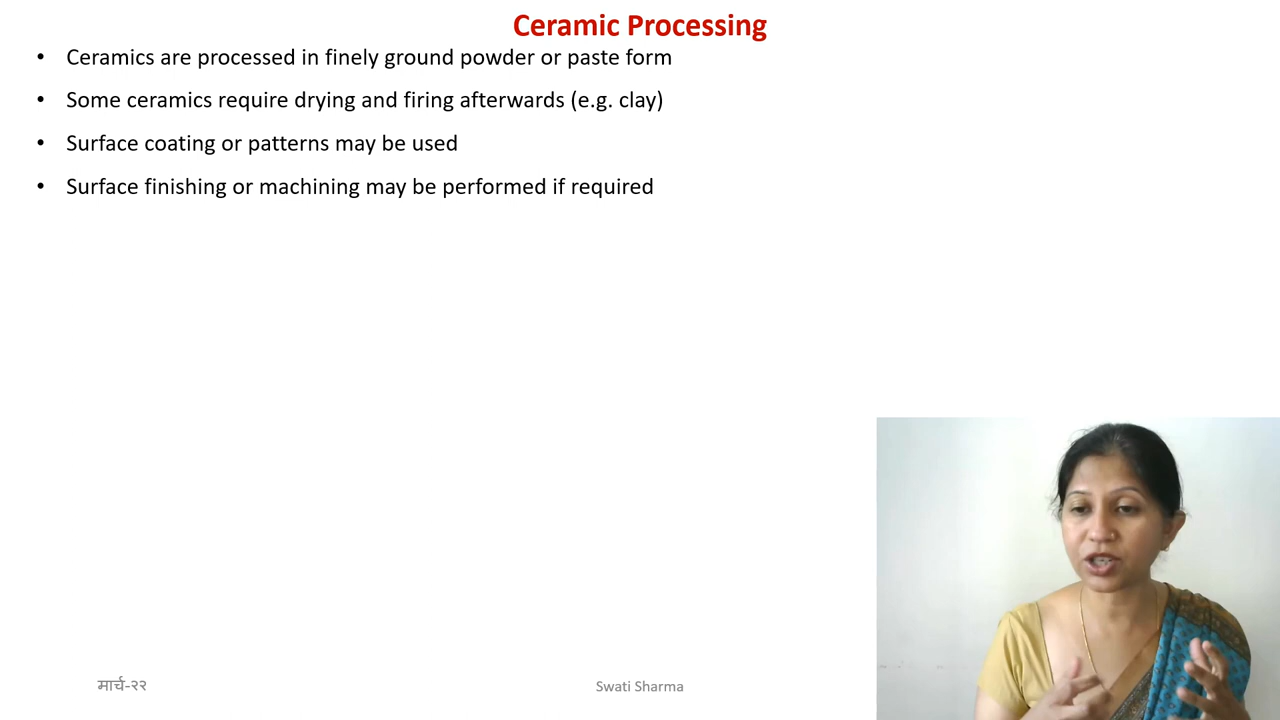 Ceramic Processing
• Ceramics are processed in finely ground powder or paste form
• Some ceramics require drying and firing afterwards (e.g. clay)
• Surface coating or patterns may be used
• Surface finishing or machining may be performed if required
मार्च-२२
Swati Sharma